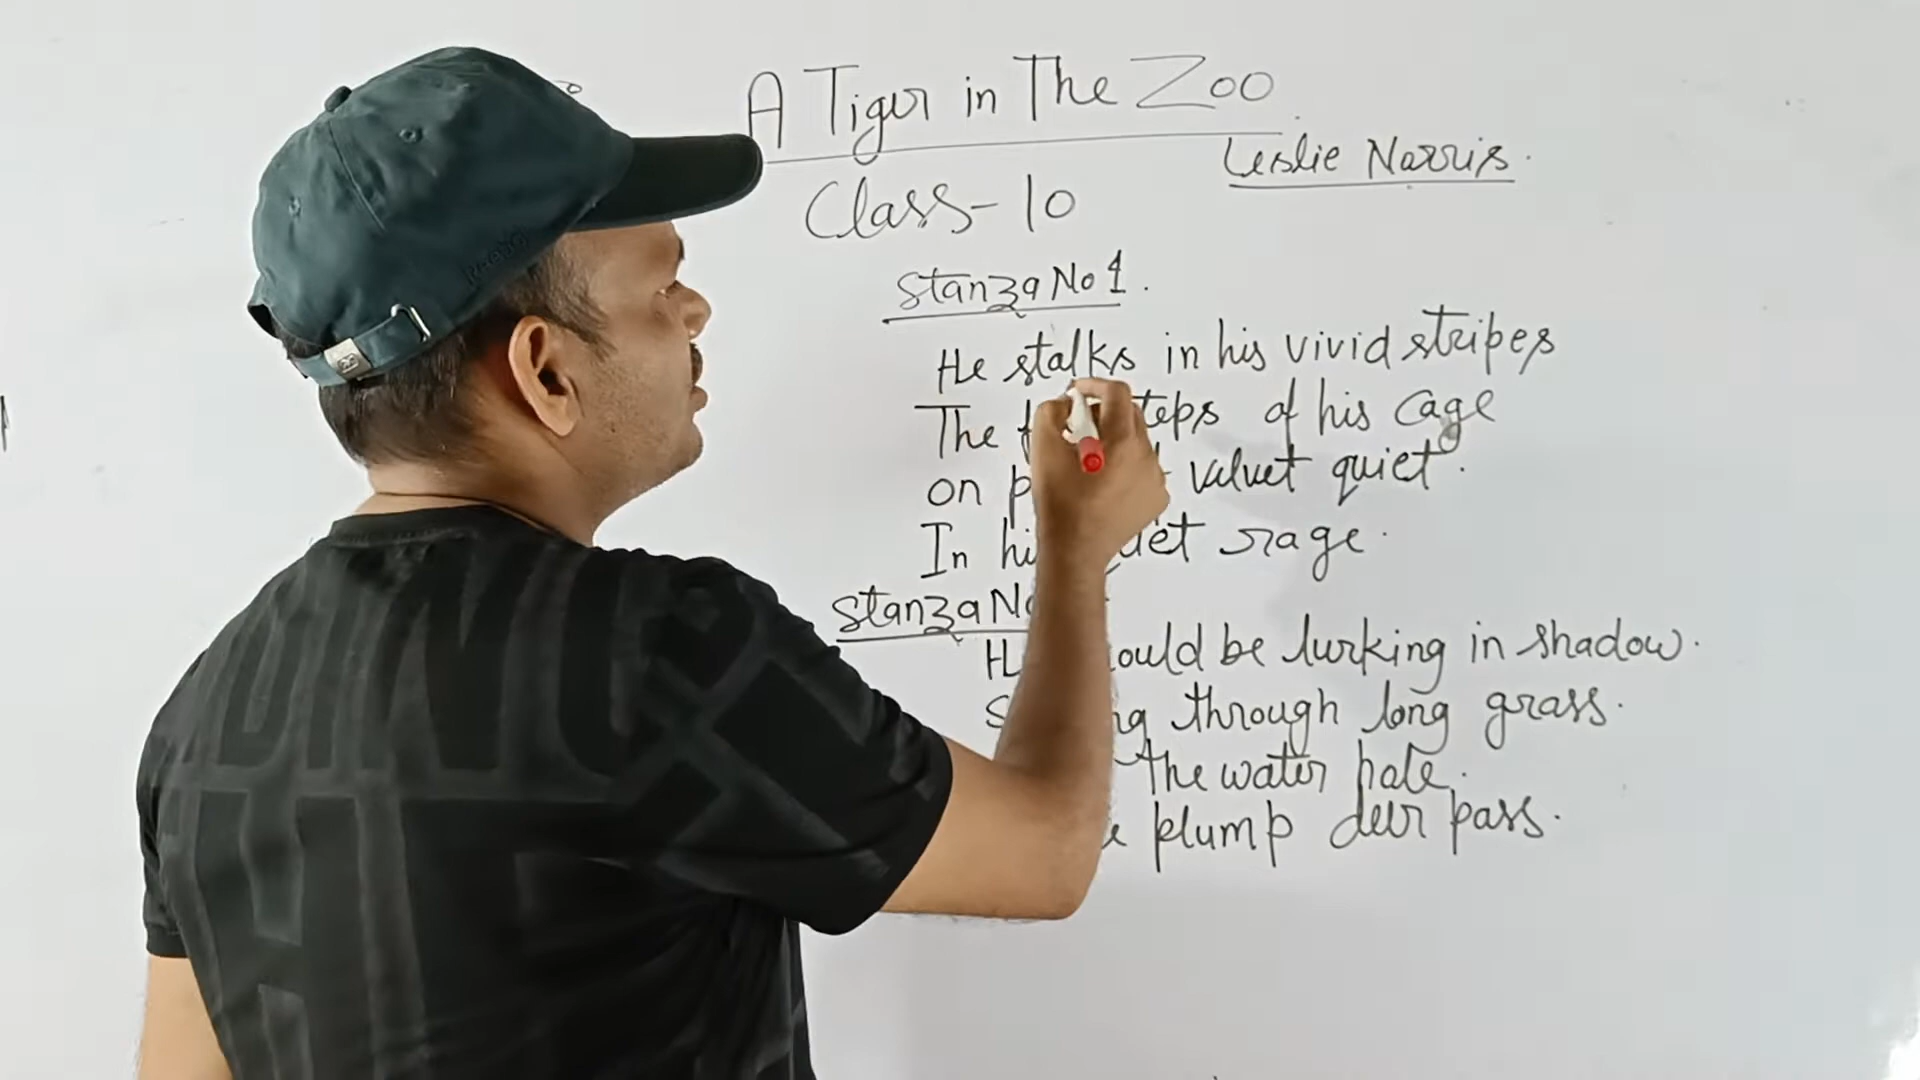 A Tiger in The Zoo
Leslie Narris.
Class-10
Stanza No 1.
He stalks in his vivid stripes
The steps of his cage
on velvet quiet.
In rage.
Stanza
be lurking in shadow.
through long grass.
The water hole.
plump deer pass.